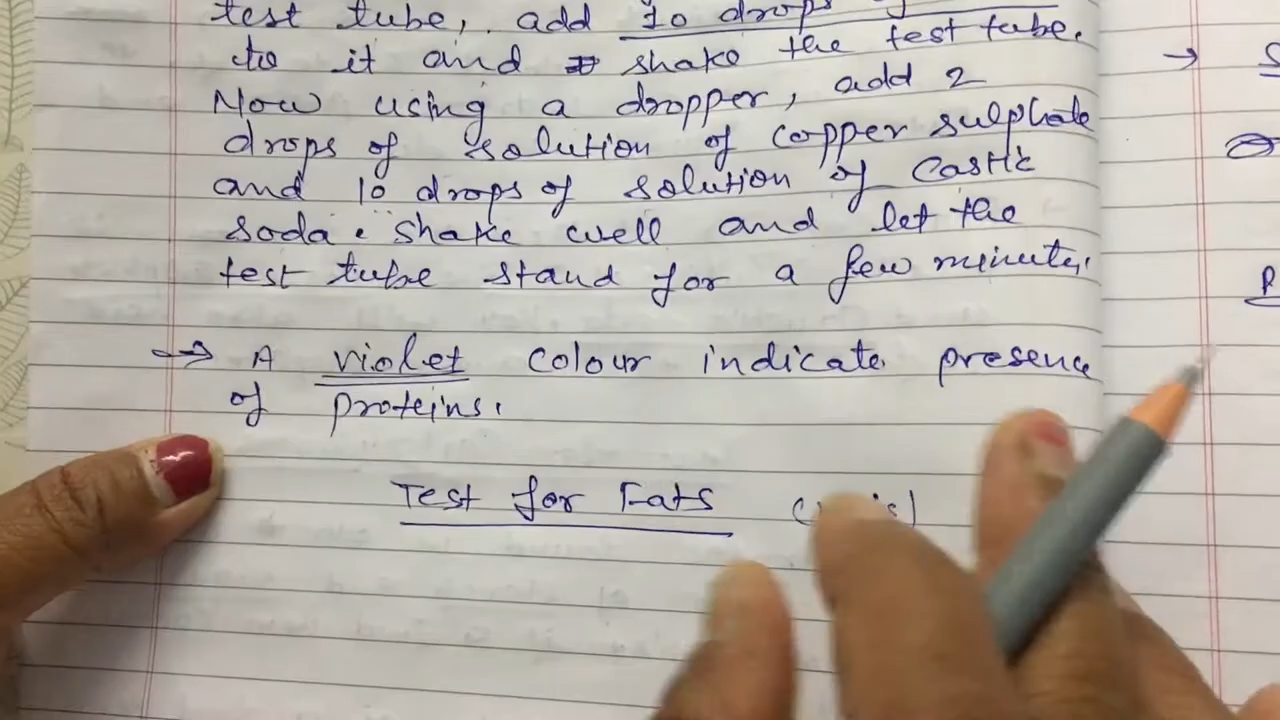 test tube, add 10 drops
to it and shake the test tube.
Now using a dropper, add 2
drops of solution of copper sulphate
and 10 drops of solution of Castic
soda. Shake well and let the
test tube stand for a few minute,
→ A violet colour indicate presence
of proteins.
Test for Fats